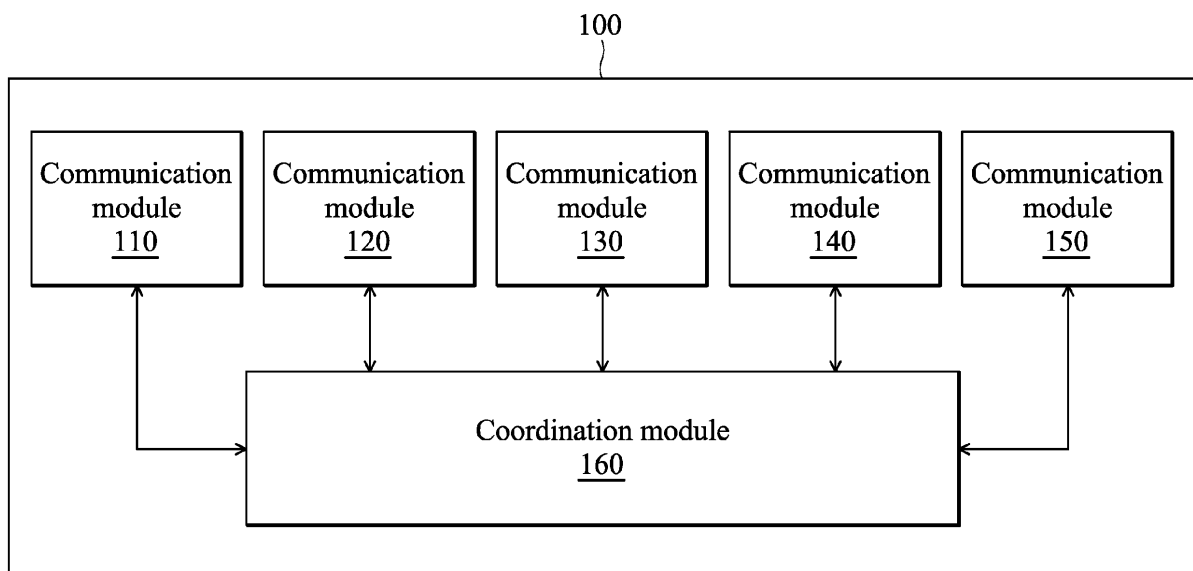 100
Communication
module
110
Communication
module
120
Communication
module
130
Communication
module
140
Communication
module
150
Coordination module
160